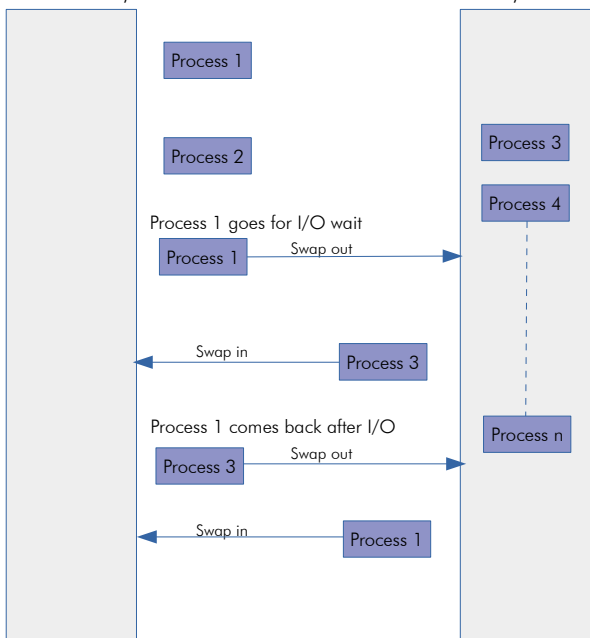 Process 1
Process 3
Process 2
Process 4
Process 1 goes for I/O wait
Swap out
Process 1
Swap in
Process 3
Process 1 comes back after I/O
Process n
Swap out
Process 3
Swap in
Process 1